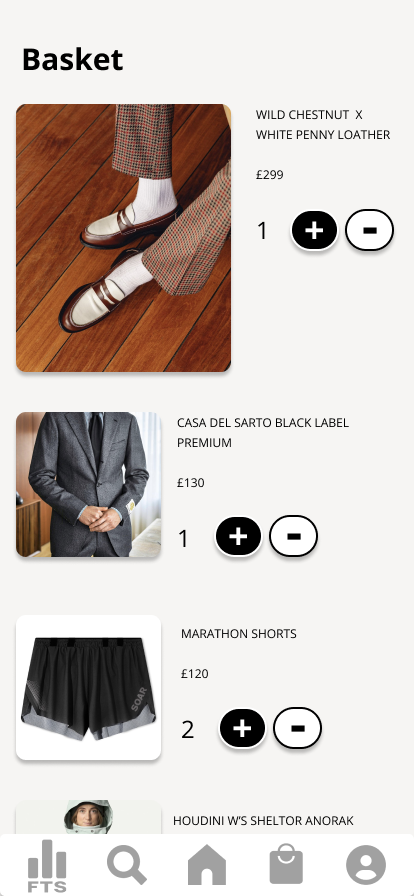 Basket
WILD CHESTNUT X
WHITE PENNY LOATHER
£299
1
CASA DEL SARTO BLACK LABEL
PREMIUM
£130
1
MARATHON SHORTS
£120
2
SOAR
HOUDINI W'S SHELTOR ANORAK
FTS